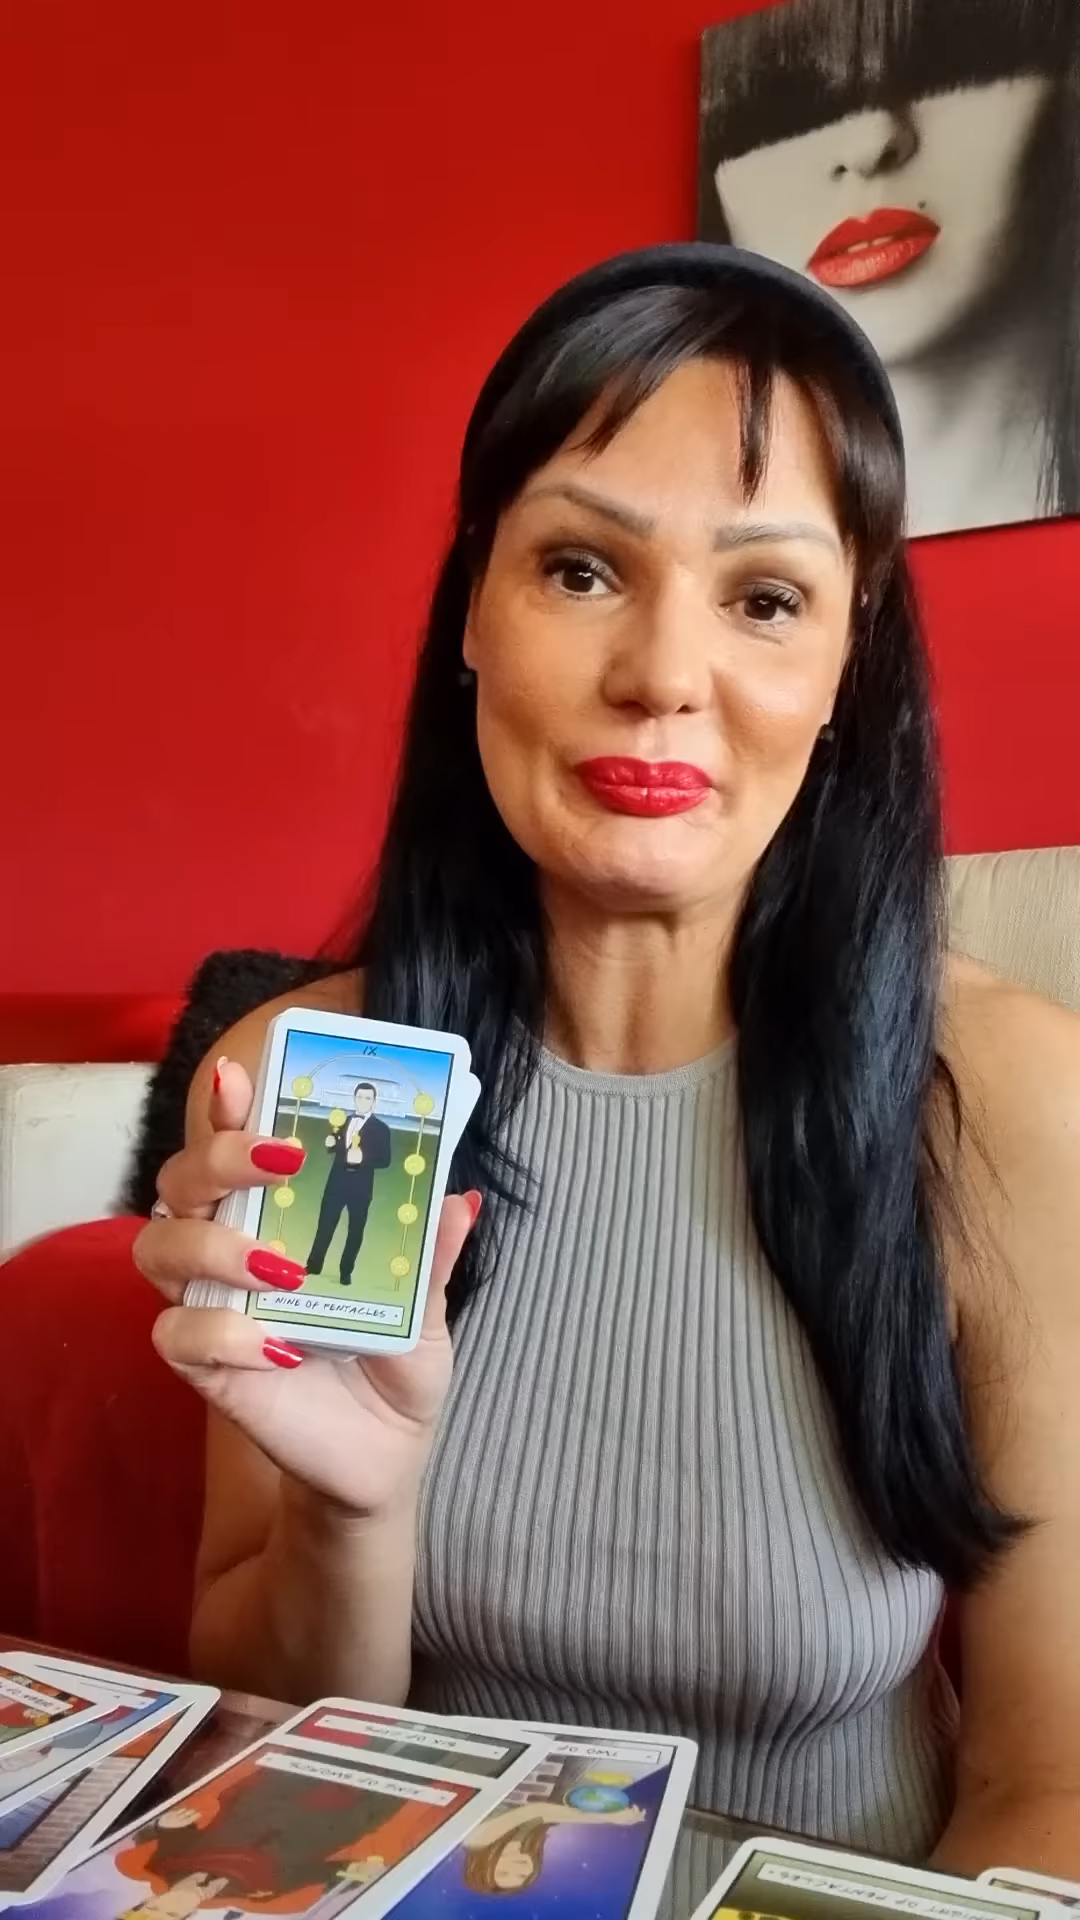 IX
• NINE OF PENTACLES •
SIX OF CUPS
KING OF SWORDS
TWO OF
KNIGHT OF PENTACLES